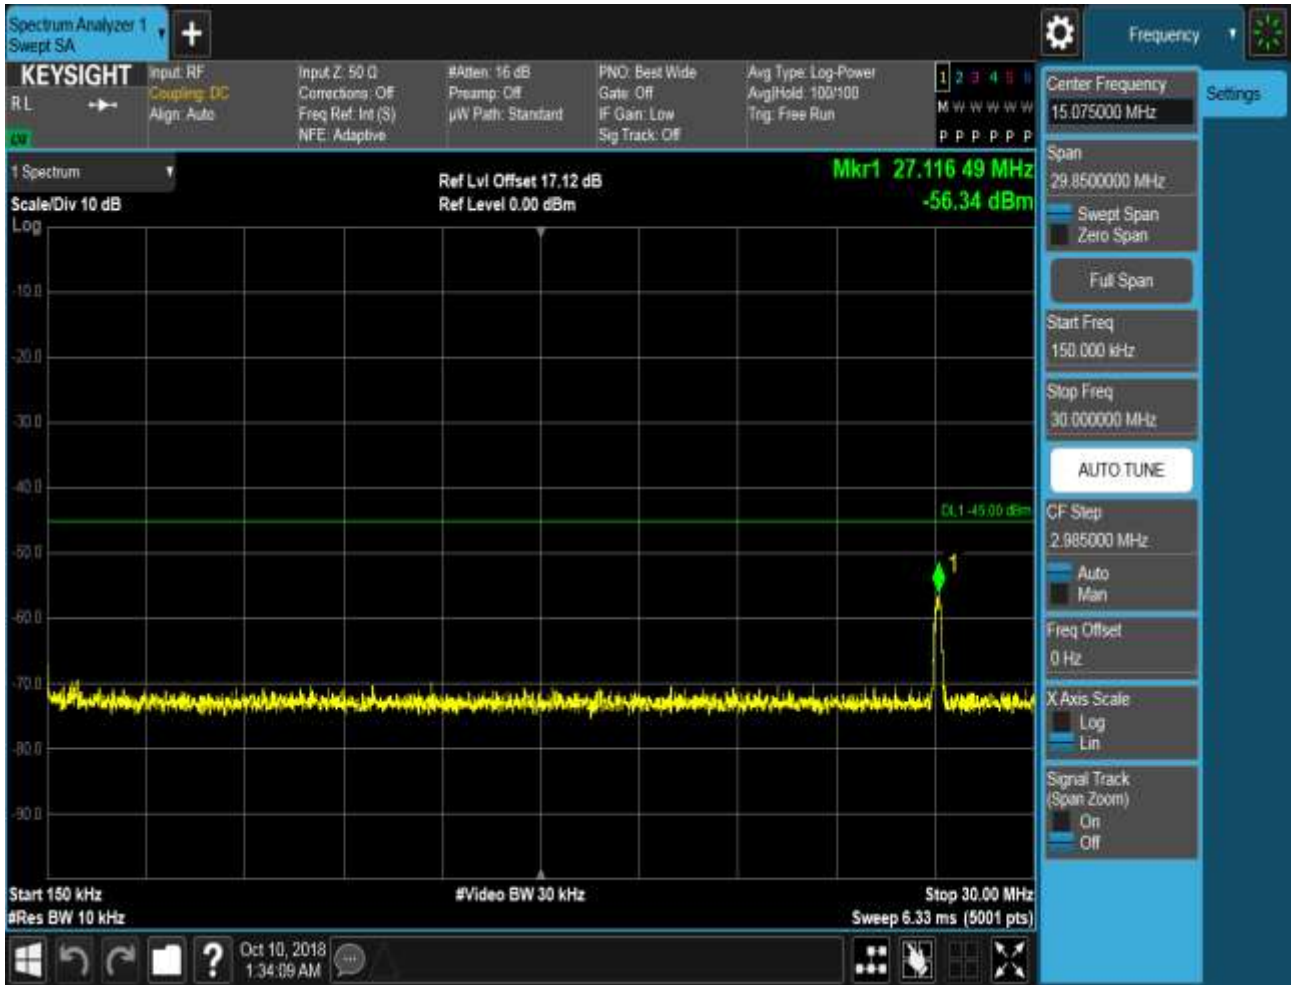 Spectrum Analyzer 1
Swept SA
+
Frequency
KEYSIGHT
RL
Input: RF
Coupling: DC
Align: Auto
Input Z: 50 Ω
Corrections: Off
Freq Ref: Int (S)
NFE: Adaptive
#Atten: 16 dB
Preamp: Off
µW Path: Standard
PNO: Best Wide
Gate: Off
IF Gain: Low
Sig Track: Off
Avg Type: Log-Power
Avg|Hold: 100/100
Trig: Free Run
1 2 3 4 5 6
M W W W W W
P P P P P P
1 Spectrum
Scale/Div 10 dB
Log
Ref Lvl Offset 17.12 dB
Ref Level 0.00 dBm
Mkr1 27.116 49 MHz
-56.34 dBm
-10.0
-20.0
-30.0
-40.0
-50.0
-60.0
-70.0
-80.0
-90.0
DL1 -45.00 dBm
1
Start 150 kHz
#Res BW 10 kHz
#Video BW 30 kHz
Stop 30.00 MHz
Sweep 6.33 ms (5001 pts)
Center Frequency
15.075000 MHz
Settings
Span
29.8500000 MHz
Swept Span
Zero Span
Full Span
Start Freq
150.000 kHz
Stop Freq
30.000000 MHz
AUTO TUNE
CF Step
2.985000 MHz
Auto
Man
Freq Offset
0 Hz
X Axis Scale
Log
Lin
Signal Track
(Span Zoom)
On
Off
?
Oct 10, 2018
1:34:09 AM